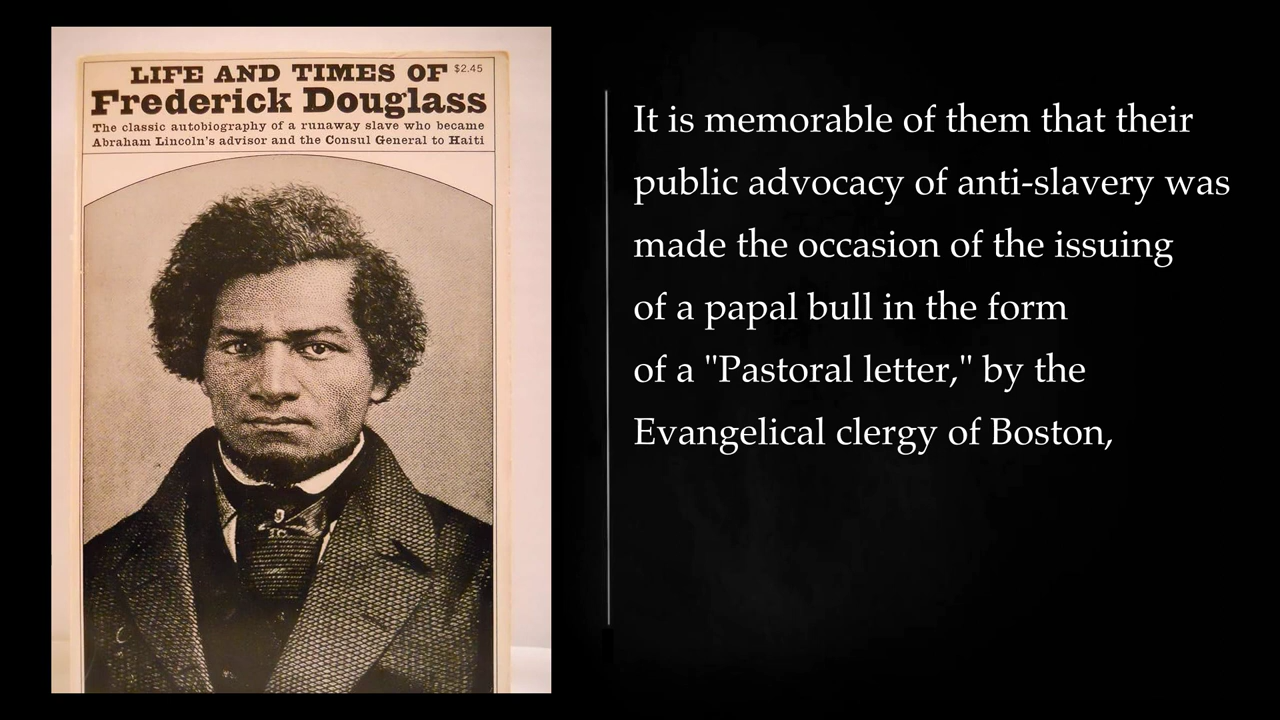 LIFE AND TIMES OF $2.45
Frederick Douglass
The classic autobiography of a runaway slave who became
Abraham Lincoln's advisor and the Consul General to Haiti
It is memorable of them that their
public advocacy of anti-slavery was
made the occasion of the issuing
of a papal bull in the form
of a "Pastoral letter," by the
Evangelical clergy of Boston,